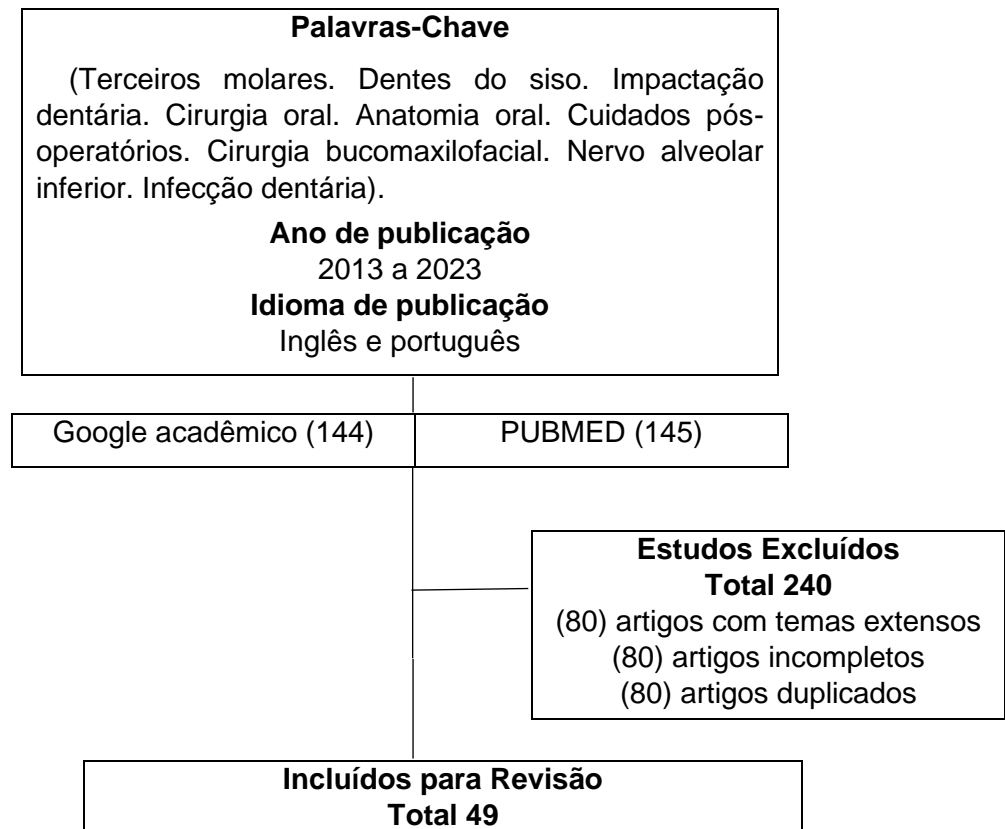 Palavras-Chave
(Terceiros molares. Dentes do siso. Impactação
dentária. Cirurgia oral. Anatomia oral. Cuidados pós-
operatórios. Cirurgia bucomaxilofacial. Nervo alveolar
inferior. Infecção dentária).
Ano de publicação
2013 a 2023
Idioma de publicação
Inglês e português
Google acadêmico (144)
PUBMED (145)
Estudos Excluídos
Total 240
(80) artigos com temas extensos
(80) artigos incompletos
(80) artigos duplicados
Incluídos para Revisão
Total 49